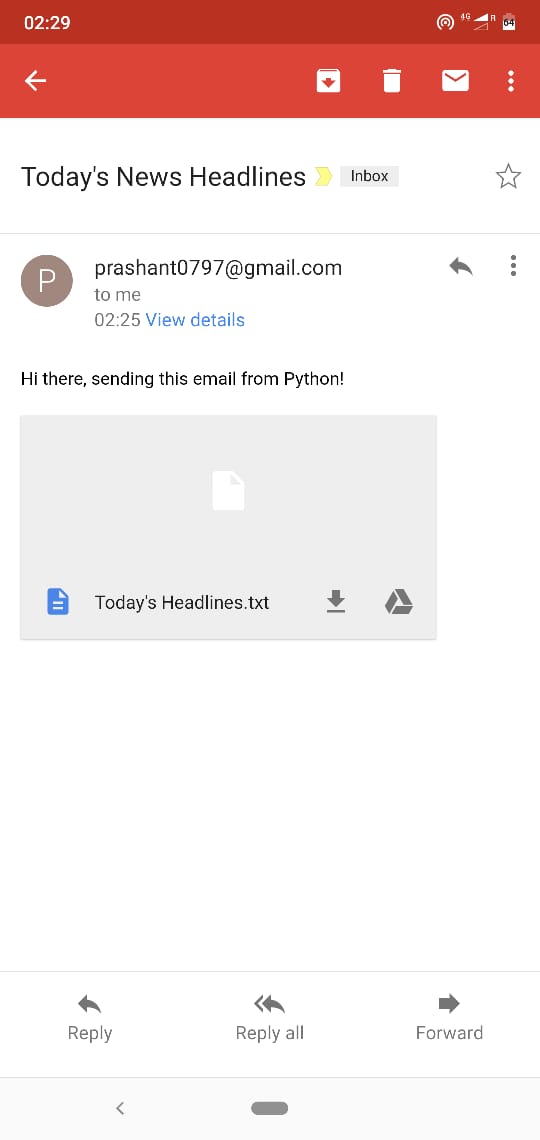 02:29
4G R 64
Today's News Headlines Inbox
P
prashant0797@gmail.com
to me
02:25 View details
Hi there, sending this email from Python!
Today's Headlines.txt
Reply Reply all Forward